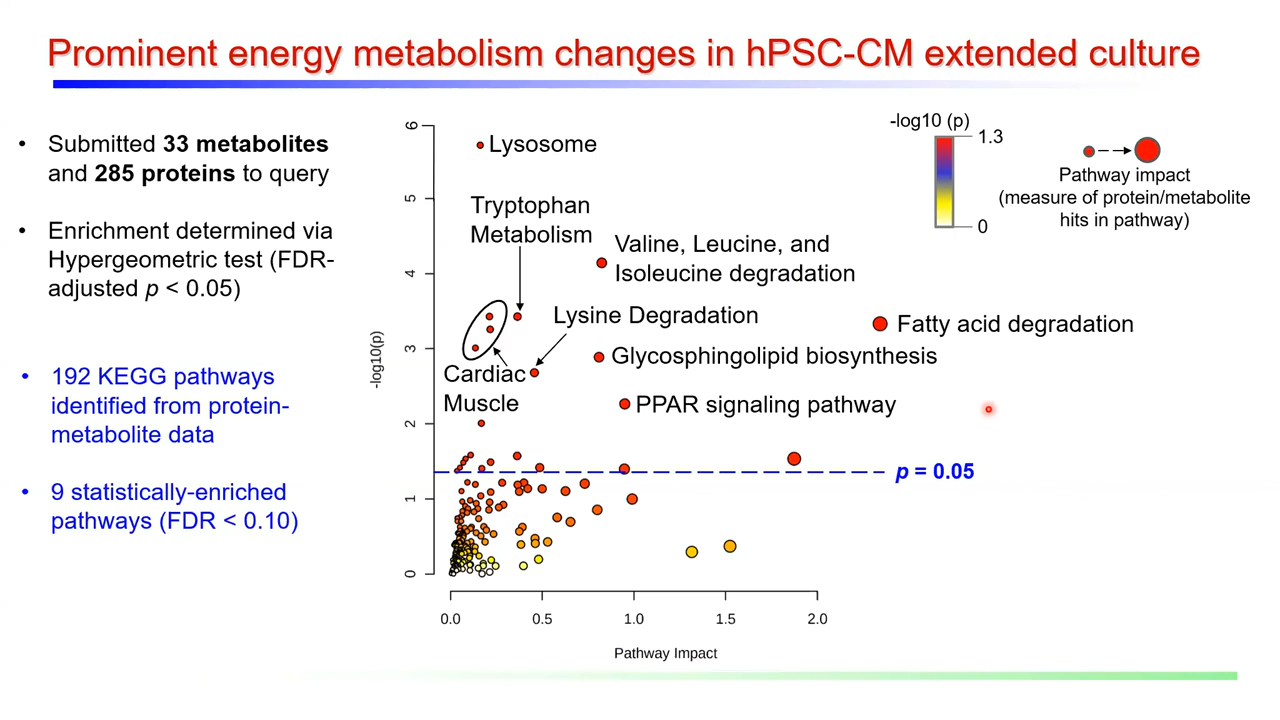 Prominent energy metabolism changes in hPSC-CM extended culture
• Submitted 33 metabolites
and 285 proteins to query
• Enrichment determined via
Hypergeometric test (FDR-
adjusted p < 0.05)
• 192 KEGG pathways
identified from protein-
metabolite data
• 9 statistically-enriched
pathways (FDR < 0.10)
-log10 (p)
1.3
0
Pathway impact
(measure of protein/metabolite
hits in pathway)
Lysosome
Tryptophan
Metabolism
Valine, Leucine, and
Isoleucine degradation
Lysine Degradation
Fatty acid degradation
Glycosphingolipid biosynthesis
Cardiac
Muscle
PPAR signaling pathway
p = 0.05
-log10(p)
6
5
4
3
2
1
0
0.0 0.5 1.0 1.5 2.0
Pathway Impact